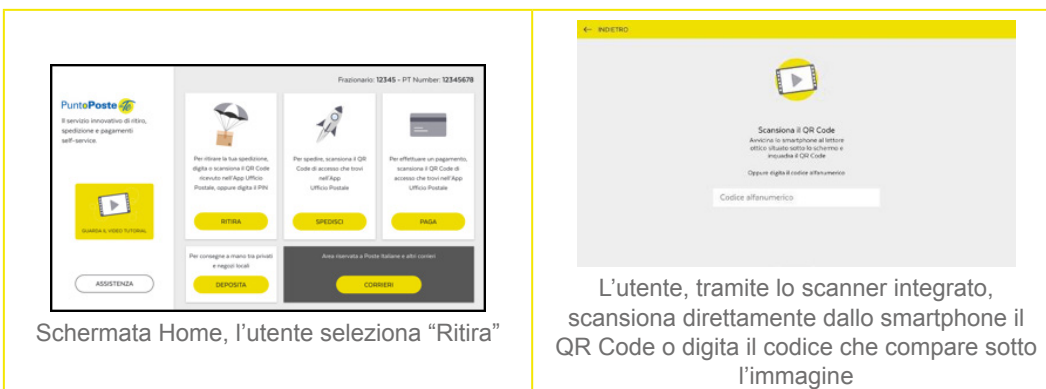 Frazionario: 12345 - PT Number: 12345678
PuntoPoste
Il servizio innovativo di ritiro,
spedizione e pagamenti
self-service.
GUARDA IL VIDEO TUTORIAL
ASSISTENZA
Per ritirare la tua spedizione,
digita o scansiona il QR Code
ricevuto nell'App Ufficio
Postale, oppure digita il PIN
RITIRA
Per spedire, scansiona il QR
Code di accesso che trovi
nell'App
Ufficio Postale
SPEDISCI
Per effettuare un pagamento,
scansiona il QR Code di
accesso che trovi nell'App
Ufficio Postale
PAGA
Per consegne a mano tra privati
e negozi locali
DEPOSITA
Area riservata a Poste Italiane e altri corrieri
CORRIERI
Schermata Home, l'utente seleziona “Ritira”
← INDIETRO
Scansiona il QR Code
Avvicina lo smartphone al lettore
ottico situato sotto lo schermo e
inquadra il QR Code
Oppure digita il codice alfanumerico
Codice alfanumerico
L'utente, tramite lo scanner integrato,
scansiona direttamente dallo smartphone il
QR Code o digita il codice che compare sotto
l'immagine